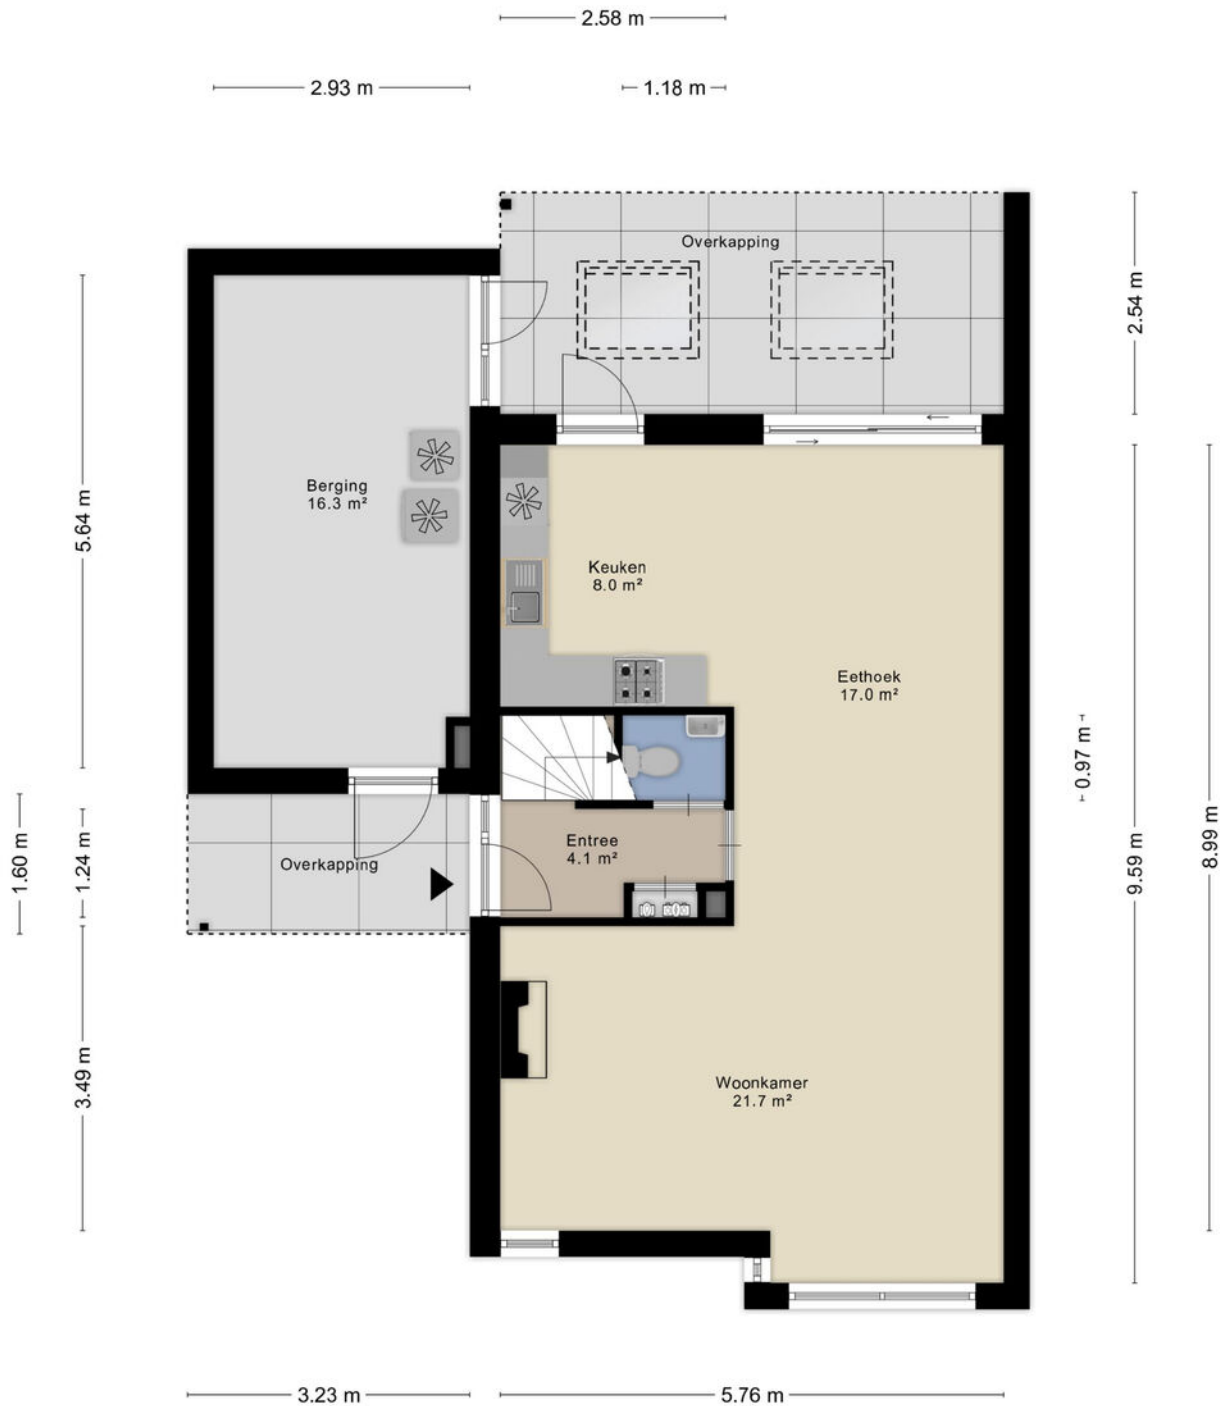 2.58 m
2.93 m
1.18 m
Overkapping
2.54 m
Berging
16.3 m²
5.64 m
Keuken
8.0 m²
Eethoek
17.0 m²
0.97 m
Entree
4.1 m²
Overkapping
1.60 m
1.24 m
9.59 m
8.99 m
3.49 m
Woonkamer
21.7 m²
3.23 m
5.76 m